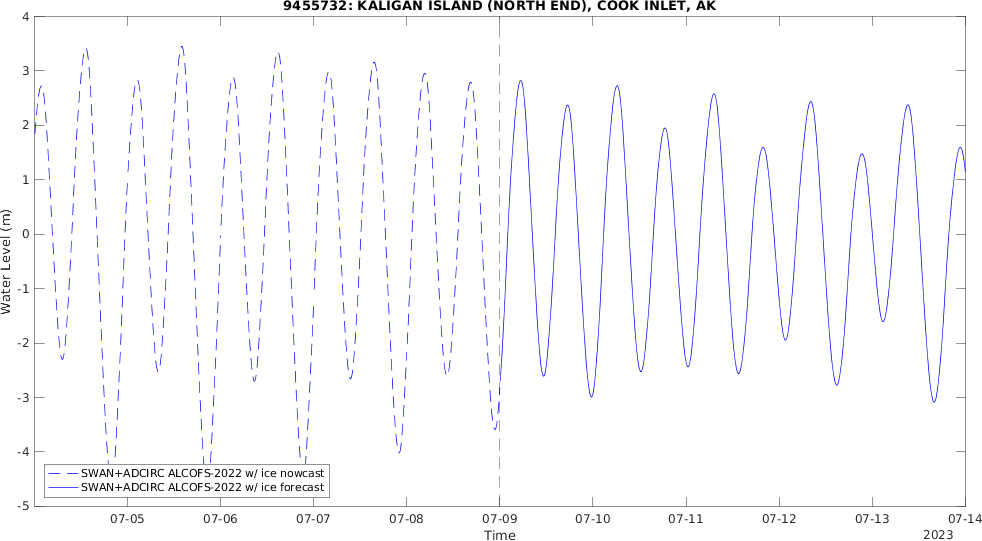 9455732: KALIGAN ISLAND (NORTH END), COOK INLET, AK
4
3
2
1
0
-1
-2
-3
-4
-5
Water Level (m)
SWAN+ADCIRC ALCOFS-2022 w/ ice nowcast
SWAN+ADCIRC ALCOFS-2022 w/ ice forecast
07-05 07-06 07-07 07-08 07-09 07-10 07-11 07-12 07-13 07-14
Time
2023